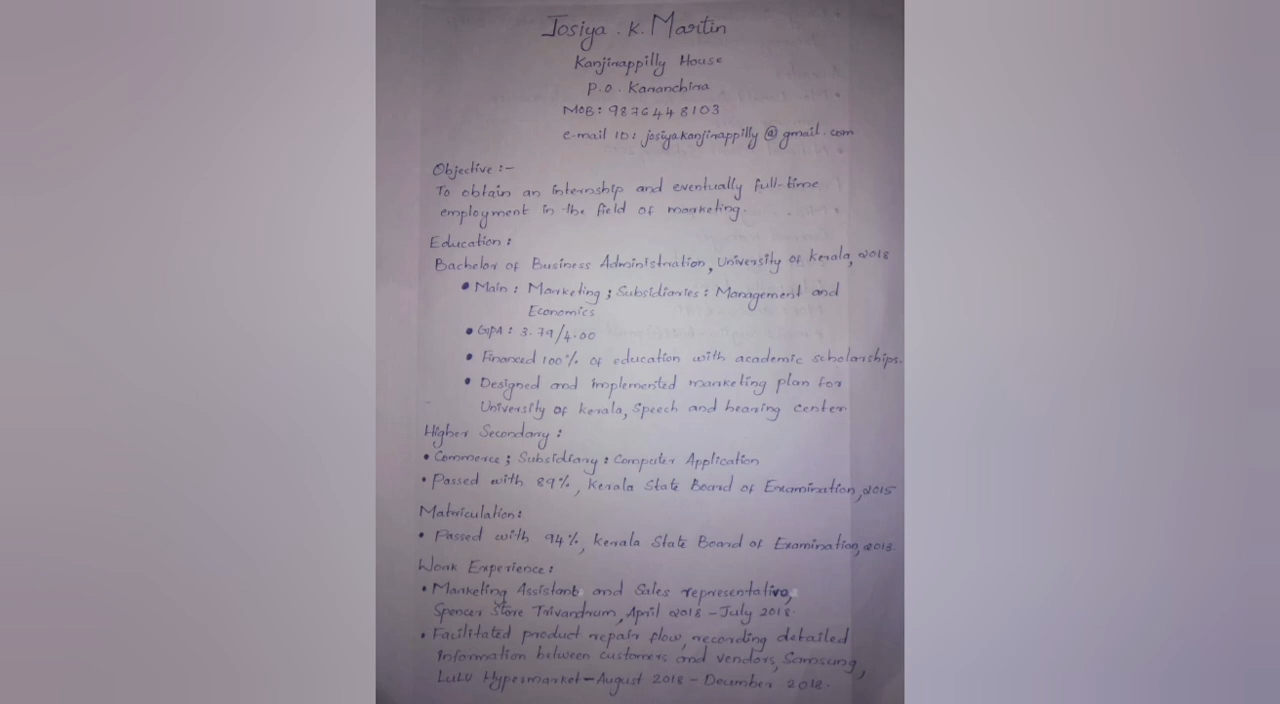 Josiya . K. Martin
Kanjirappilly House
P.O. Kananchira
MOB: 9876448103
e-mail ID: josiyakanjirappilly@gmail.com
Objective :-
To obtain an internship and eventually full-time
employment in the field of marketing.
Education :
Bachelor of Business Administration, University of Kerala, 2018
• Main : Marketing ; Subsidiaries : Management and
Economics
• GPA : 3.79/4.00
• Financed 100% of education with academic scholarships.
• Designed and implemented marketing plan for
University of Kerala, Speech and hearing center
Higher Secondary :
• Commerce ; Subsidiary : Computer Application
• Passed with 89%, Kerala State Board of Examination, 2015
Matriculation :
• Passed with 94%, Kerala State Board of Examination, 2013.
Work Experience :
• Marketing Assistant and Sales representative,
Spencer Store Trivandrum, April 2018 - July 2018.
• Facilitated product repair flow, recording detailed
information between customers and vendors, Samsung,
LuLu Hypermarket - August 2018 - December 2018.